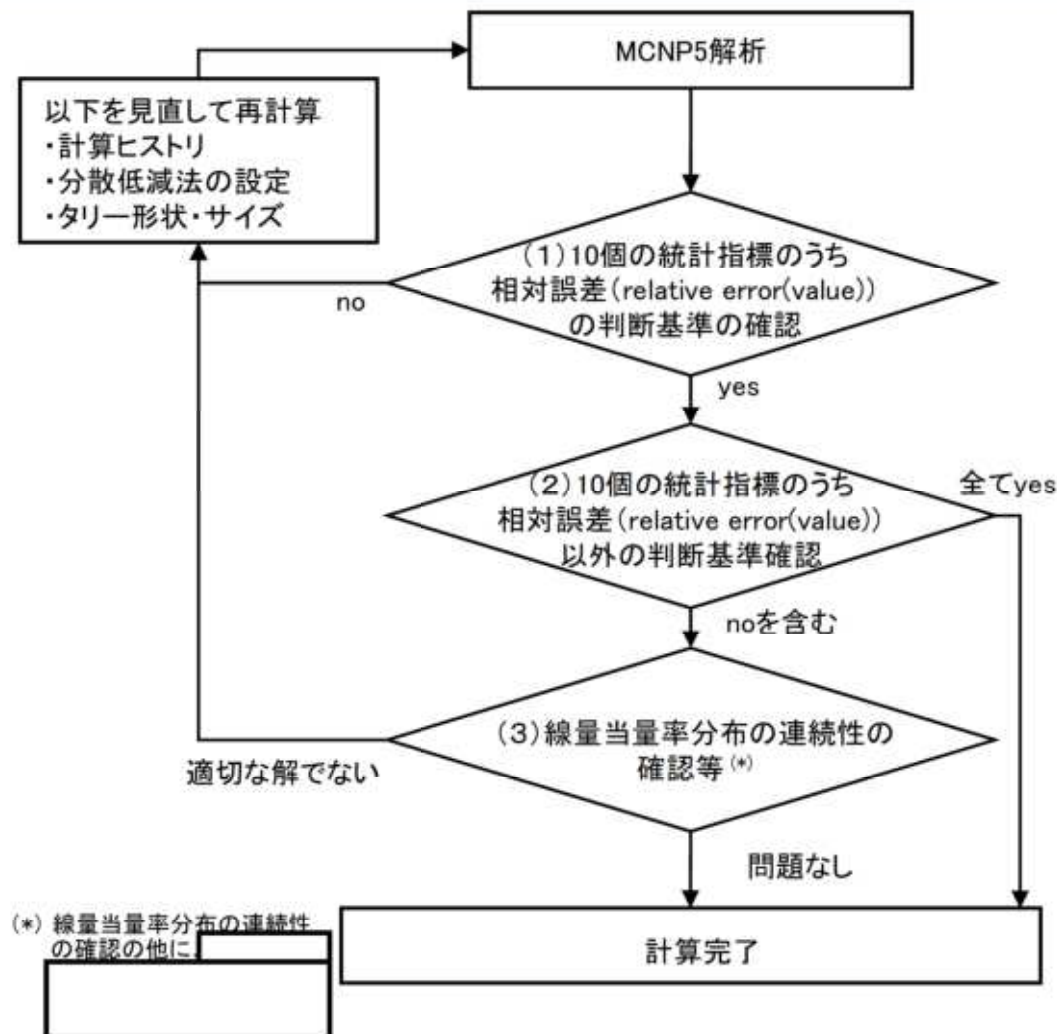 MCNP5解析
以下を見直して再計算
・計算ヒストリ
・分散低減法の設定
・タリー形状・サイズ
(1)10個の統計指標のうち
相対誤差(relative error(value))
の判断基準の確認
no
yes
(2)10個の統計指標のうち
相対誤差(relative error(value))
以外の判断基準確認
全てyes
noを含む
(3)線量当量率分布の連続性の
確認等(*)
適切な解でない
問題なし
計算完了
(*) 線量当量率分布の連続性
の確認の他に、